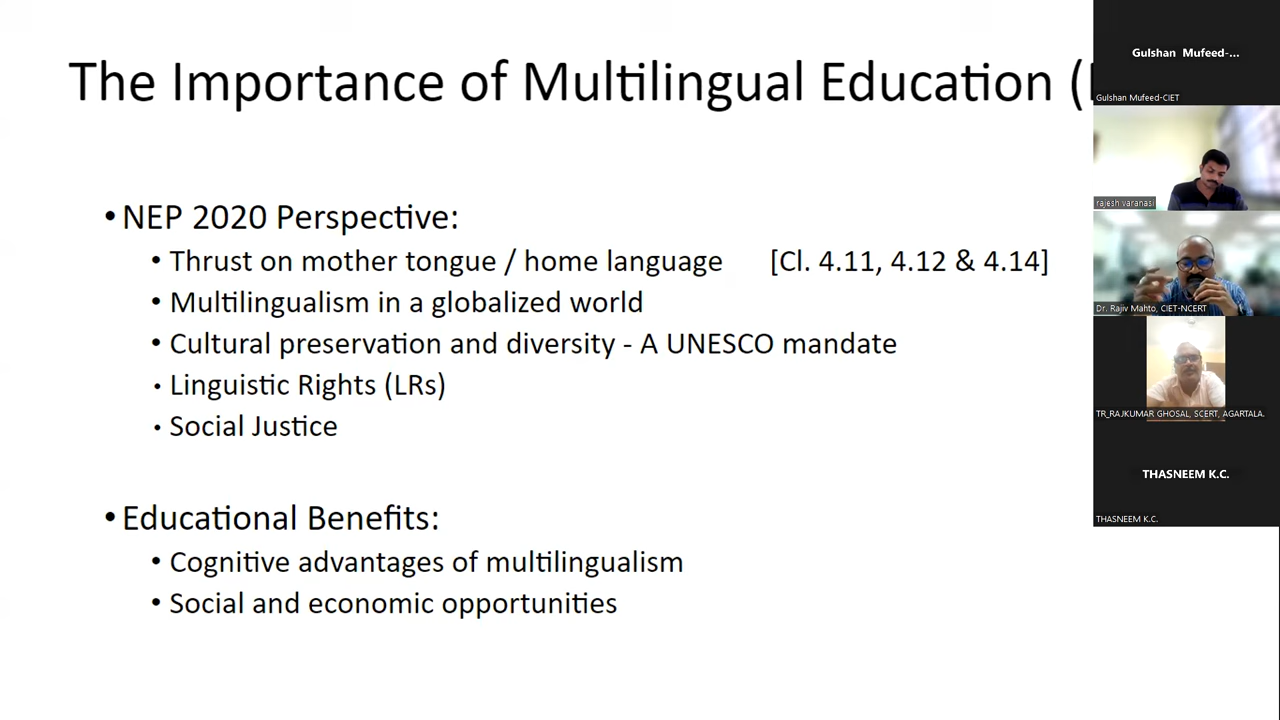 The Importance of Multilingual Education (
• NEP 2020 Perspective:
• Thrust on mother tongue / home language [Cl. 4.11, 4.12 & 4.14]
• Multilingualism in a globalized world
• Cultural preservation and diversity - A UNESCO mandate
• Linguistic Rights (LRs)
• Social Justice
• Educational Benefits:
• Cognitive advantages of multilingualism
• Social and economic opportunities
Gulshan Mufeed-...
Gulshan Mufeed-CIET
rajesh varanasi
Dr. Rajiv Mahto, CIET-NCERT
TR_RAJKUMAR GHOSAL, SCERT, AGARTALA.
THASNEEM K.C.
THASNEEM K.C.